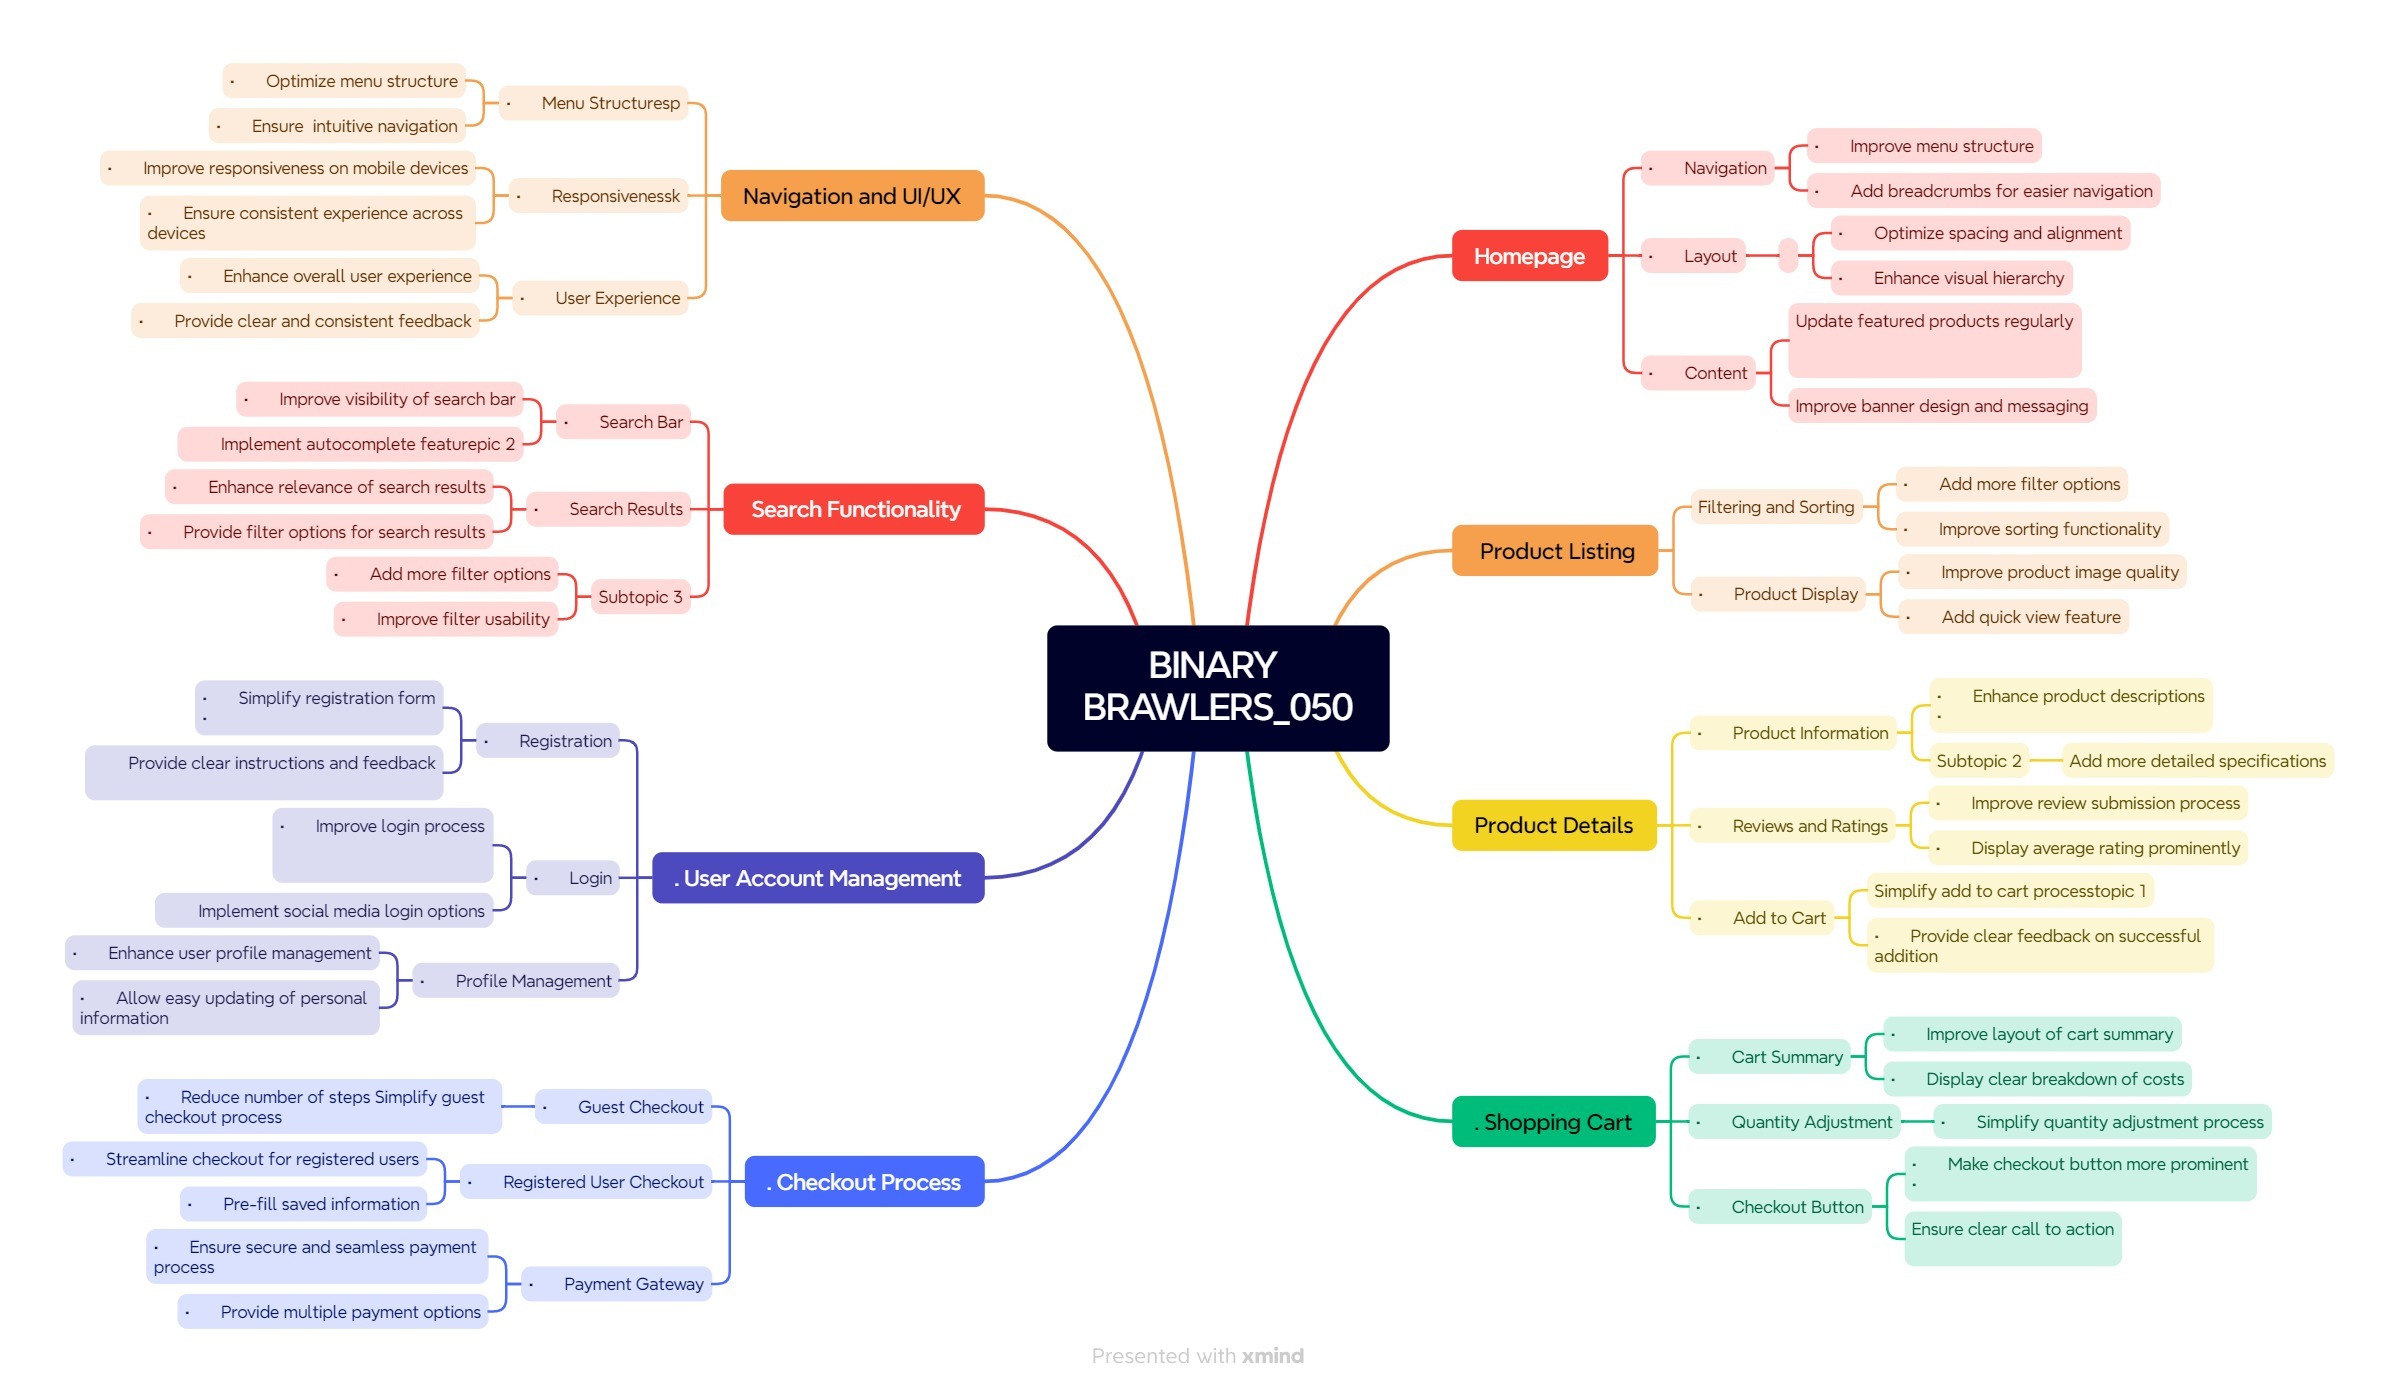 BINARY
BRAWLERS_050
Homepage
· Navigation
· Improve menu structure
· Add breadcrumbs for easier navigation
· Layout
· Optimize spacing and alignment
· Enhance visual hierarchy
· Content
Update featured products regularly
Improve banner design and messaging
Product Listing
Filtering and Sorting
· Add more filter options
· Improve sorting functionality
· Product Display
· Improve product image quality
· Add quick view feature
Product Details
· Product Information
· Enhance product descriptions
·
Subtopic 2
Add more detailed specifications
· Reviews and Ratings
· Improve review submission process
· Display average rating prominently
· Add to Cart
Simplify add to cart processtopic 1
· Provide clear feedback on successful
addition
. Shopping Cart
· Cart Summary
· Improve layout of cart summary
· Display clear breakdown of costs
· Quantity Adjustment
· Simplify quantity adjustment process
· Checkout Button
· Make checkout button more prominent
·
Ensure clear call to action
Navigation and UI/UX
· Menu Structuresp
· Optimize menu structure
· Ensure  intuitive navigation
· Responsivenessk
· Improve responsiveness on mobile devices
· Ensure consistent experience across
devices
· User Experience
· Enhance overall user experience
· Provide clear and consistent feedback
Search Functionality
· Search Bar
· Improve visibility of search bar
Implement autocomplete featurepic 2
· Search Results
· Enhance relevance of search results
· Provide filter options for search results
Subtopic 3
· Add more filter options
· Improve filter usability
. User Account Management
· Registration
· Simplify registration form
·
Provide clear instructions and feedback
· Login
· Improve login process
Implement social media login options
· Profile Management
· Enhance user profile management
· Allow easy updating of personal
information
. Checkout Process
· Guest Checkout
· Reduce number of steps Simplify guest
checkout process
· Registered User Checkout
· Streamline checkout for registered users
· Pre-fill saved information
· Payment Gateway
· Ensure secure and seamless payment
process
· Provide multiple payment options
Presented with xmind